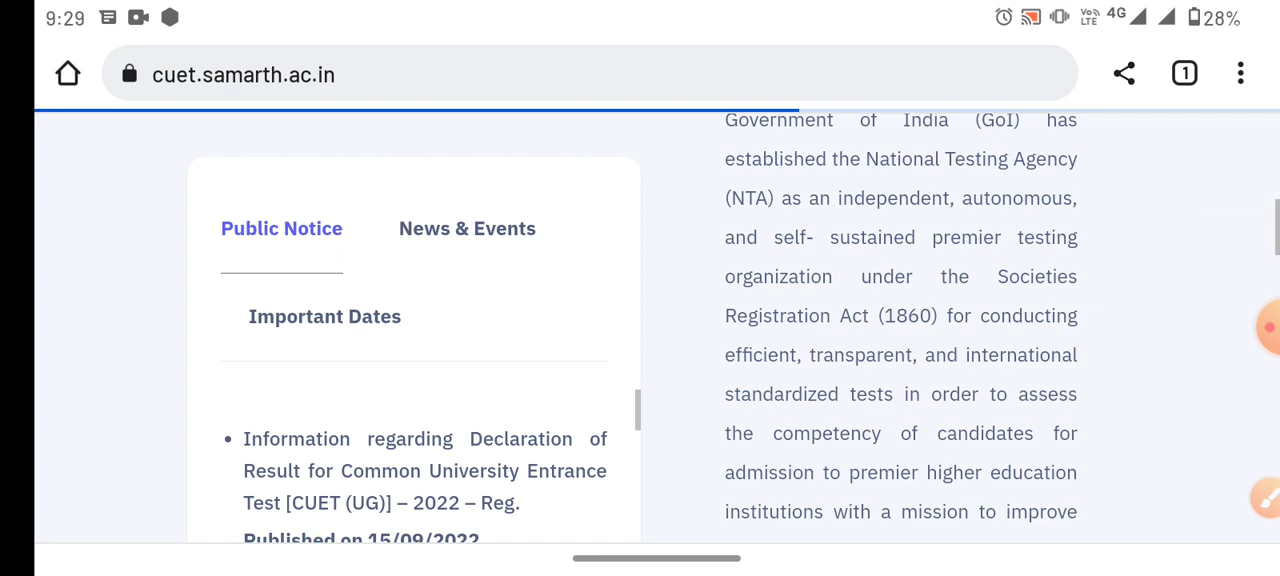 9:29
Vo LTE 4G 28%
cuet.samarth.ac.in
1
Public Notice
News & Events
Important Dates
• Information regarding Declaration of
Result for Common University Entrance
Test [CUET (UG)] – 2022 – Reg.
Published on 15/09/2022
Government of India (GoI) has
established the National Testing Agency
(NTA) as an independent, autonomous,
and self- sustained premier testing
organization under the Societies
Registration Act (1860) for conducting
efficient, transparent, and international
standardized tests in order to assess
the competency of candidates for
admission to premier higher education
institutions with a mission to improve